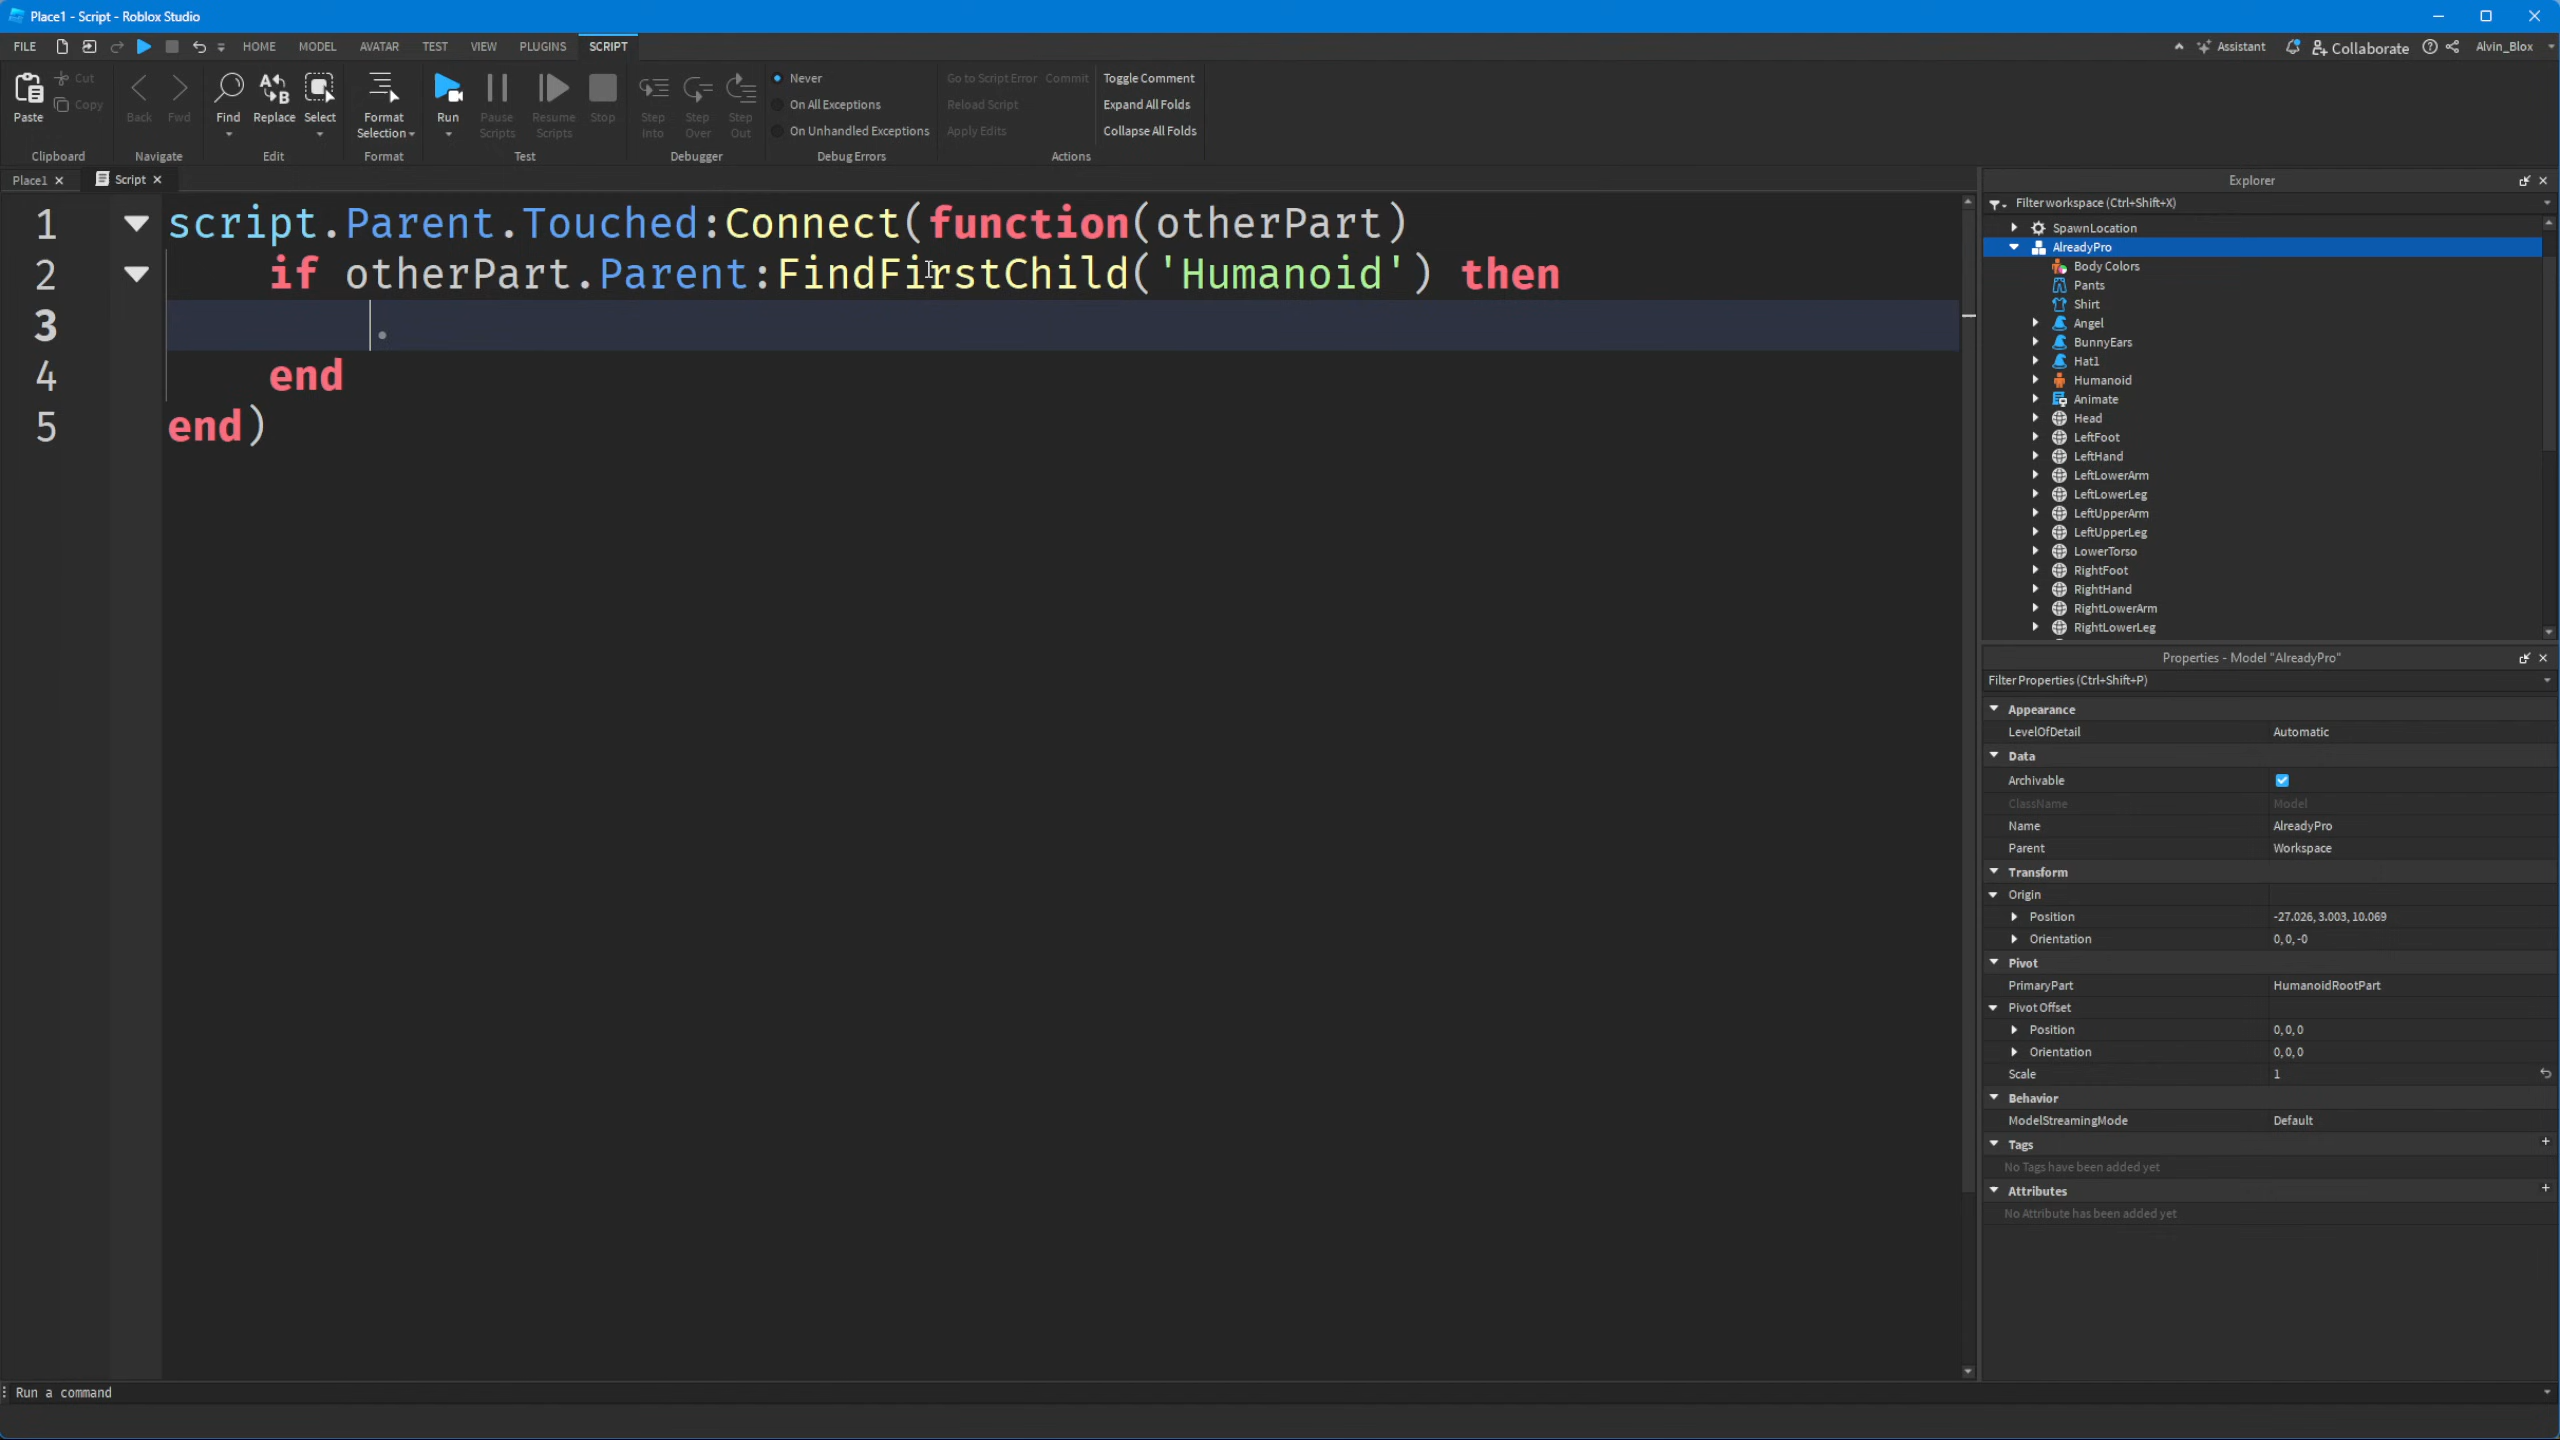 Place1 - Script - Roblox Studio
FILE HOME MODEL AVATAR TEST VIEW PLUGINS SCRIPT Assistant Collaborate Alvin_Blox
Paste Cut Copy Back Fwd Find Replace Select Format Selection Run Pause Scripts Resume Scripts Stop Step Into Step Over Step Out
Never Go to Script Error Commit Toggle Comment
On All Exceptions Reload Script Expand All Folds
On Unhandled Exceptions Apply Edits Collapse All Folds
Clipboard Navigate Edit Format Test Debugger Debug Errors Actions
Place1 Script
1 script.Parent.Touched:Connect(function(otherPart)
2 if otherPart.Parent:FindFirstChild('Humanoid') then
3 .
4 end
5 end)
Run a command
Explorer
Filter workspace (Ctrl+Shift+X)
SpawnLocation
AlreadyPro
Body Colors
Pants
Shirt
Angel
BunnyEars
Hat1
Humanoid
Animate
Head
LeftFoot
LeftHand
LeftLowerArm
LeftLowerLeg
LeftUpperArm
LeftUpperLeg
LowerTorso
RightFoot
RightHand
RightLowerArm
RightLowerLeg
Properties - Model "AlreadyPro"
Filter Properties (Ctrl+Shift+P)
Appearance
LevelOfDetail Automatic
Data
Archivable
ClassName Model
Name AlreadyPro
Parent Workspace
Transform
Origin
Position -27.026, 3.003, 10.069
Orientation 0, 0, -0
Pivot
PrimaryPart HumanoidRootPart
Pivot Offset
Position 0, 0, 0
Orientation 0, 0, 0
Scale 1
Behavior
ModelStreamingMode Default
Tags +
No Tags have been added yet
Attributes +
No Attribute has been added yet